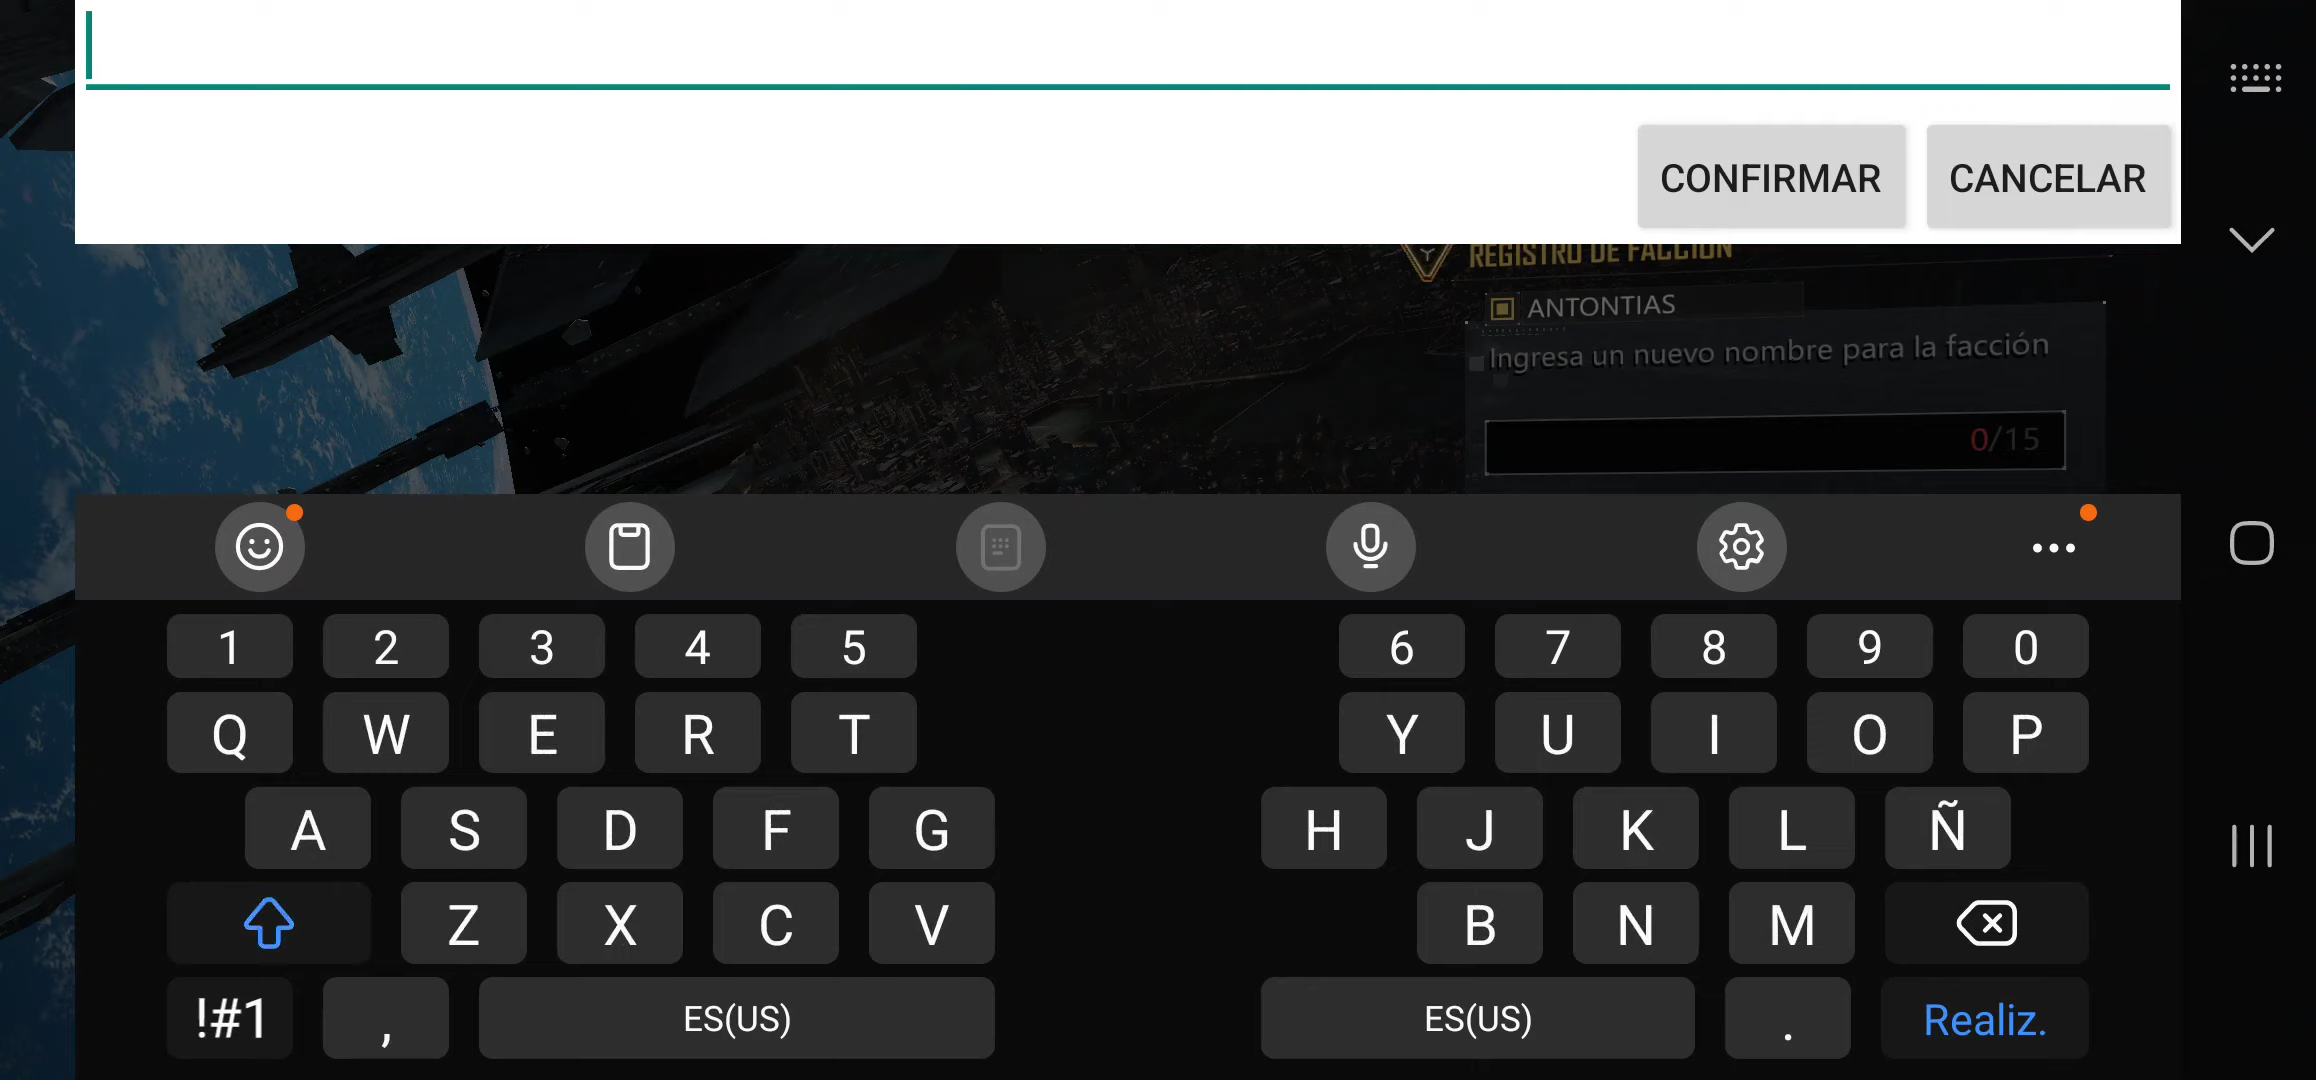 CONFIRMAR CANCELAR
REGISTRO DE FACCIÓN
ANTONTIAS
Ingresa un nuevo nombre para la facción
0/15
1 2 3 4 5 6 7 8 9 0
Q W E R T Y U I O P
A S D F G H J K L Ñ
Z X C V B N M
!#1 , ES(US) ES(US) . Realiz.